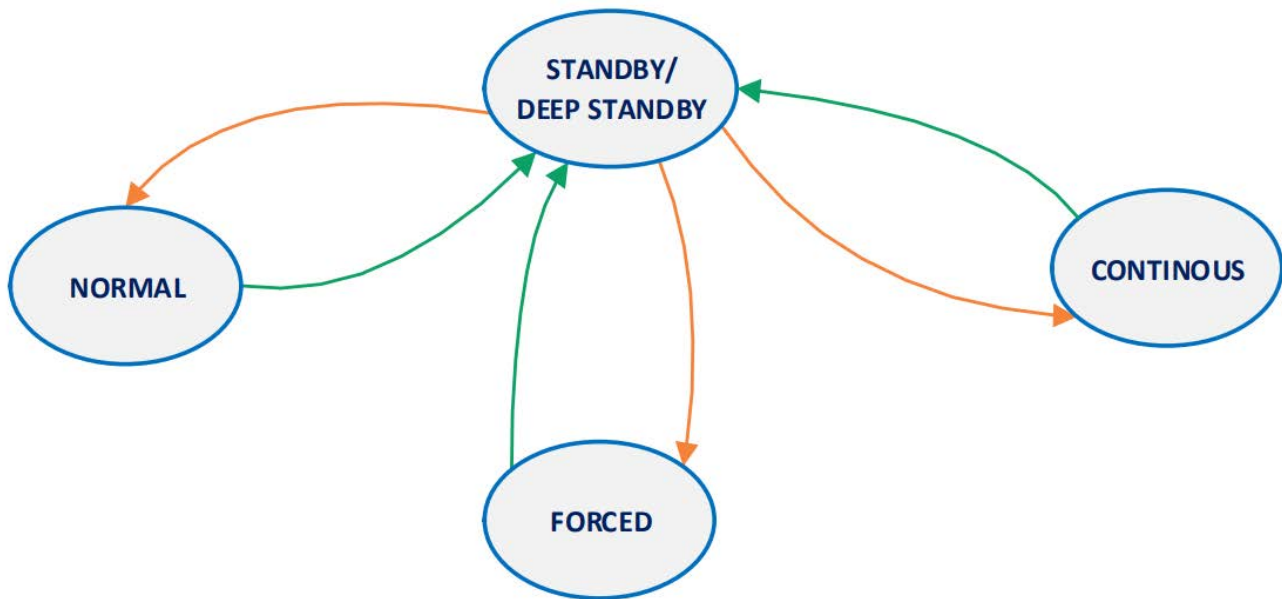 STANDBY/
DEEP STANDBY
NORMAL
CONTINOUS
FORCED